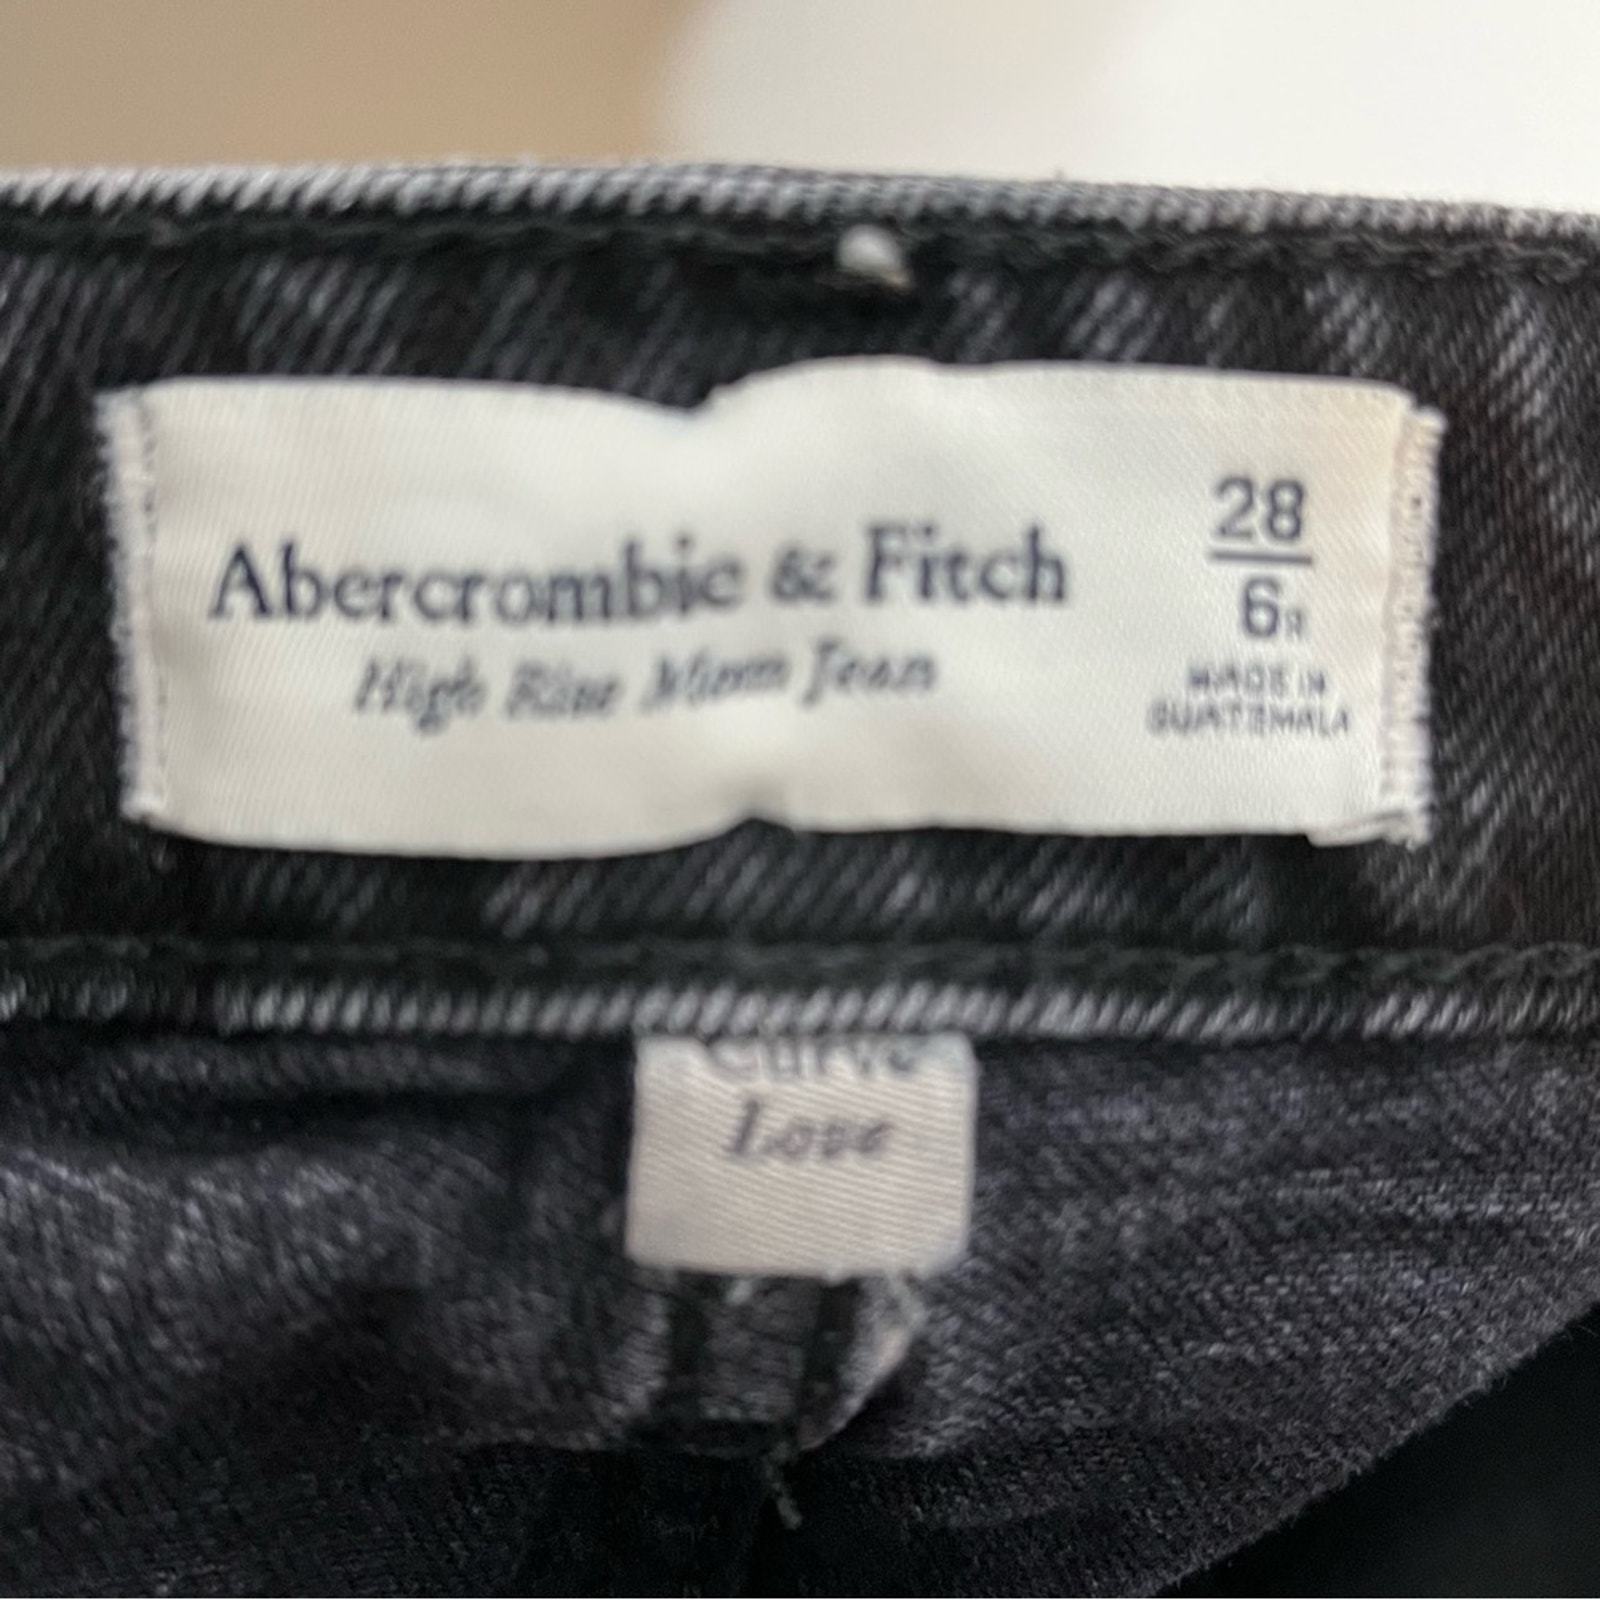 Abercrombie & Fitch
High Rise Mom Jean
28
6R
MADE IN
GUATEMALA
Curve
Love